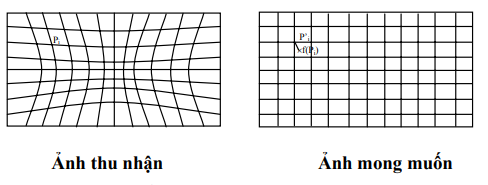 Pᵢ
P'ᵢ
f(Pᵢ)
Ảnh thu nhận
Ảnh mong muốn